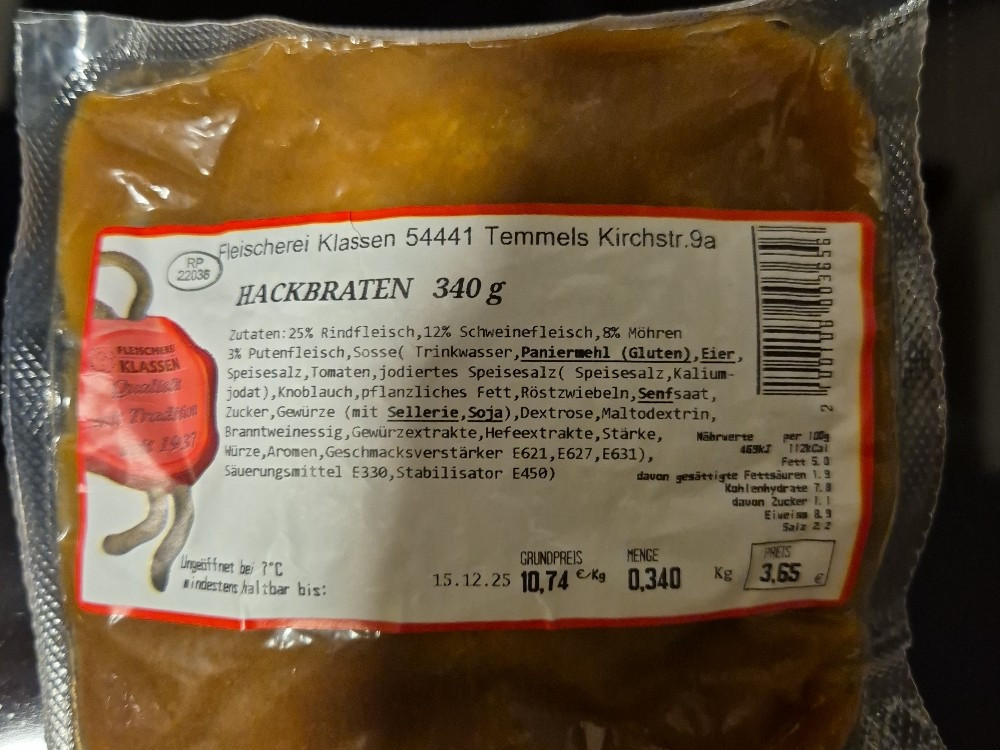 Fleischerei Klassen 54441 Temmels Kirchstr.9a
RP
22036
HACKBRATEN 340 g
Zutaten:25% Rindfleisch,12% Schweinefleisch,8% Möhren
3% Putenfleisch,Sosse( Trinkwasser,Paniermehl (Gluten),Eier,
Speisesalz,Tomaten,jodiertes Speisesalz( Speisesalz,Kalium-
jodat),Knoblauch,pflanzliches Fett,Röstzwiebeln,Senfsaat,
Zucker,Gewürze (mit Sellerie,Soja),Dextrose,Maltodextrin,
Branntweinessig,Gewürzextrakte,Hefeextrakte,Stärke,
Würze,Aromen,Geschmacksverstärker E621,E627,E631),
Säuerungsmittel E330,Stabilisator E450)
FLEISCHEREI
KLASSEN
Qualität
Tradition
1937
Nährwerte per 100g
469kJ 112kCal
Fett 5.0
davon gesättigte Fettsäuren 1.9
Kohlenhydrate 7.8
davon Zucker 1.1
Eiweiss 8.9
Salz 2.2
Ungeöffnet bei 7°C
mindestens haltbar bis:
15.12.25
GRUNDPREIS
10,74 €/Kg
MENGE
0,340 Kg
PREIS
3,65 €